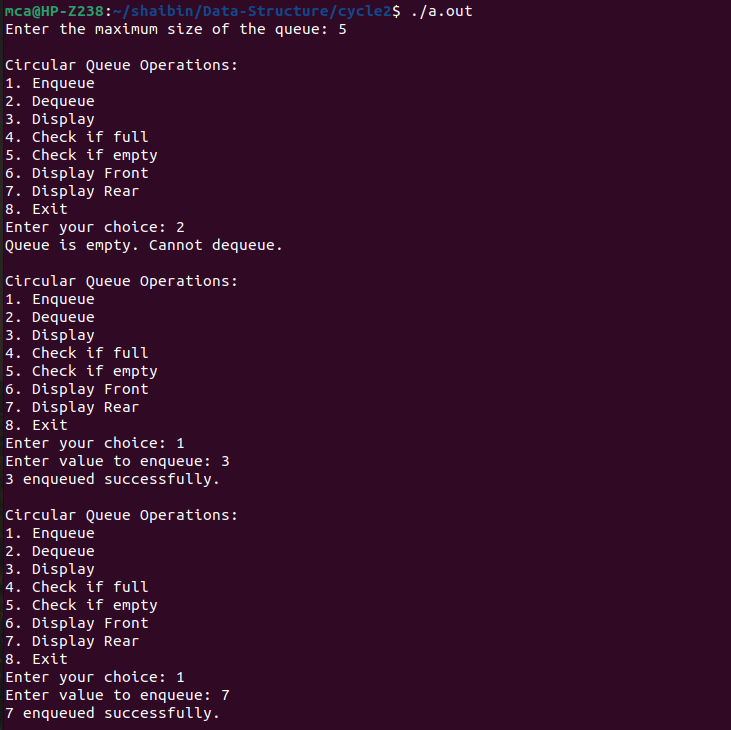 mca@HP-Z238:~/shaibin/Data-Structure/cycle2$ ./a.out
Enter the maximum size of the queue: 5
Circular Queue Operations:
1. Enqueue
2. Dequeue
3. Display
4. Check if full
5. Check if empty
6. Display Front
7. Display Rear
8. Exit
Enter your choice: 2
Queue is empty. Cannot dequeue.
Circular Queue Operations:
1. Enqueue
2. Dequeue
3. Display
4. Check if full
5. Check if empty
6. Display Front
7. Display Rear
8. Exit
Enter your choice: 1
Enter value to enqueue: 3
3 enqueued successfully.
Circular Queue Operations:
1. Enqueue
2. Dequeue
3. Display
4. Check if full
5. Check if empty
6. Display Front
7. Display Rear
8. Exit
Enter your choice: 1
Enter value to enqueue: 7
7 enqueued successfully.